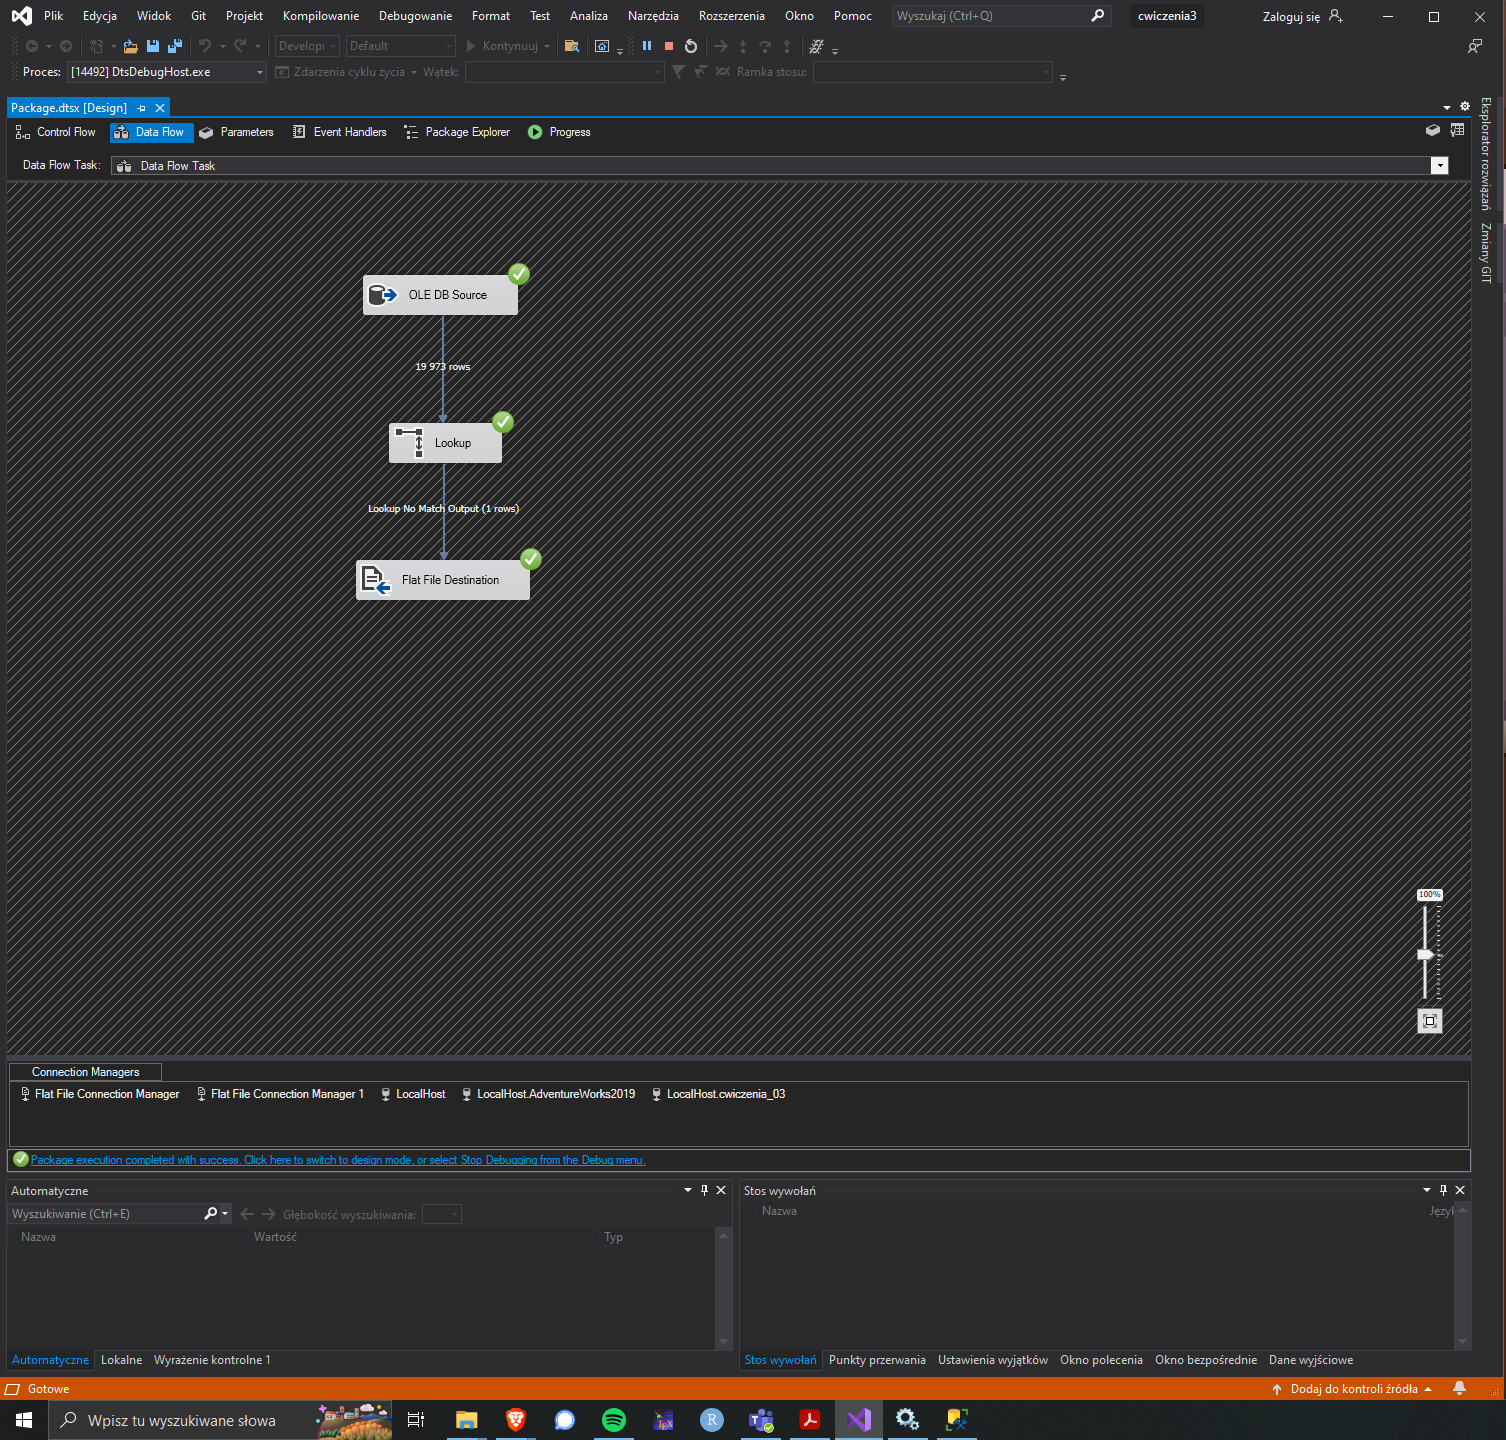 Plik Edycja Widok Git Projekt Kompilowanie Debugowanie Format Test Analiza Narzędzia Rozszerzenia Okno Pomoc Wyszukaj (Ctrl+Q) cwiczenia3 Zaloguj się
Developi Default Kontynuuj
Proces: [14492] DtsDebugHost.exe Zdarzenia cyklu życia Wątek: Ramka stosu:
Package.dtsx [Design]
Control Flow Data Flow Parameters Event Handlers Package Explorer Progress
Data Flow Task: Data Flow Task
Eksplorator rozwiązań
Zmiany GIT
OLE DB Source
19 973 rows
Lookup
Lookup No Match Output (1 rows)
Flat File Destination
100%
Connection Managers
Flat File Connection Manager Flat File Connection Manager 1 LocalHost LocalHost.AdventureWorks2019 LocalHost.cwiczenia_03
Package execution completed with success. Click here to switch to design mode, or select Stop Debugging from the Debug menu.
Automatyczne
Wyszukiwanie (Ctrl+E) Głębokość wyszukiwania:
Nazwa Wartość Typ
Automatyczne Lokalne Wyrażenie kontrolne 1
Stos wywołań
Nazwa Język
Stos wywołań Punkty przerwania Ustawienia wyjątków Okno polecenia Okno bezpośrednie Dane wyjściowe
Gotowe Dodaj do kontroli źródła
Wpisz tu wyszukiwane słowa